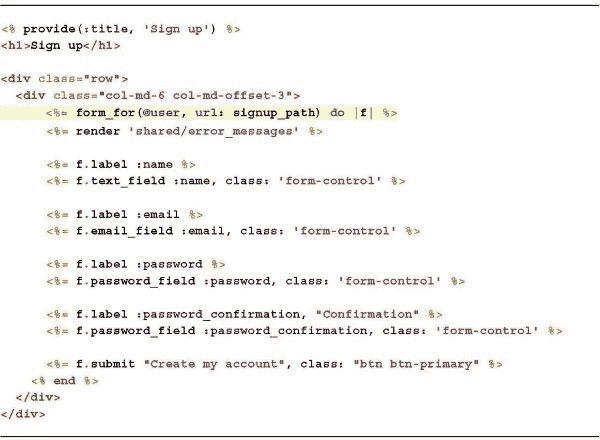 <% provide(:title, 'Sign up') %>
<h1>Sign up</h1>
<div class="row">
<div class="col-md-6 col-md-offset-3">
<%= form_for(@user, url: signup_path) do |f| %>
<%= render 'shared/error_messages' %>
<%= f.label :name %>
<%= f.text_field :name, class: 'form-control' %>
<%= f.label :email %>
<%= f.email_field :email, class: 'form-control' %>
<%= f.label :password %>
<%= f.password_field :password, class: 'form-control' %>
<%= f.label :password_confirmation, "Confirmation" %>
<%= f.password_field :password_confirmation, class: 'form-control' %>
<%= f.submit "Create my account", class: "btn btn-primary" %>
<% end %>
</div>
</div>